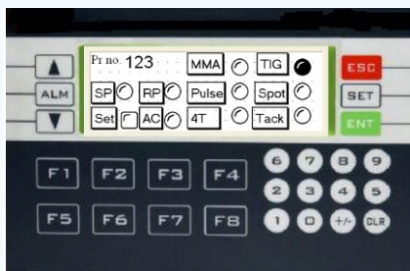 Pr no. 123 MMA TIG
ESC
ALM SP RP Pulse Spot SET
Set AC 4T Tack ENT
F1 F2 F3 F4
6 7 8 9
2 3 4 5
F5 F6 F7 F8
1 0 +/- CLR